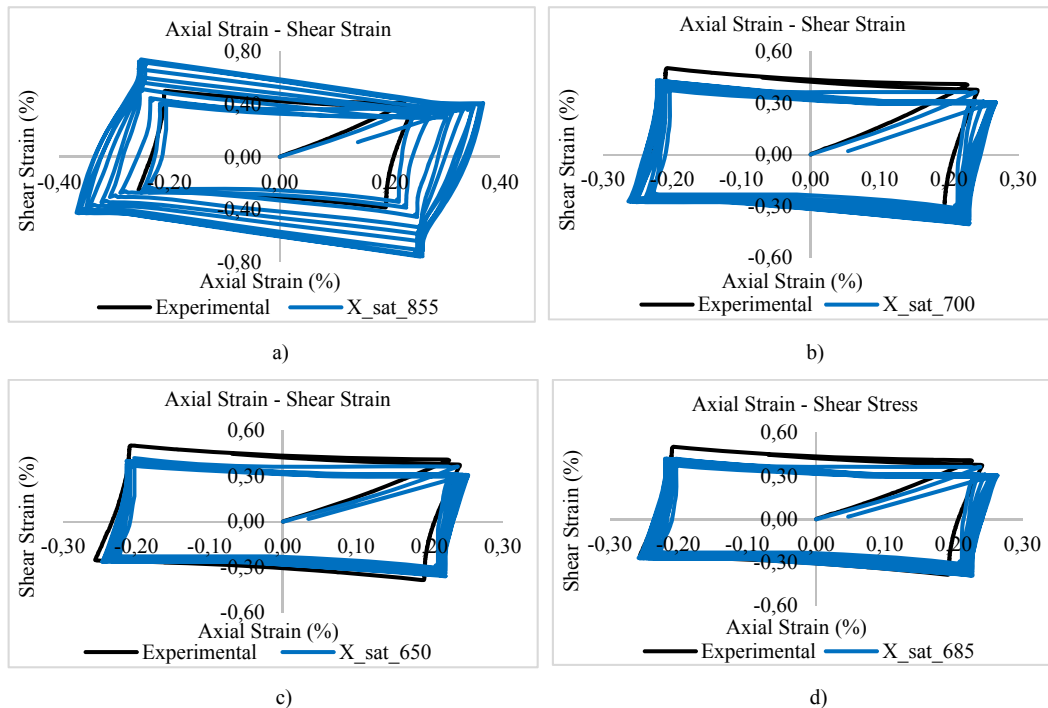 Axial Strain - Shear Strain
0,80
0,40
0,00
-0,40
-0,80
-0,40
-0,20
0,00
0,20
0,40
Shear Strain (%)
Axial Strain (%)
Experimental
X_sat_855
a)
Axial Strain - Shear Strain
0,60
0,30
0,00
-0,30
-0,60
-0,30
-0,20
-0,10
0,00
0,10
0,20
0,30
Shear Strain (%)
Axial Strain (%)
Experimental
X_sat_700
b)
Axial Strain - Shear Strain
0,60
0,30
0,00
-0,30
-0,60
-0,30
-0,20
-0,10
0,00
0,10
0,20
0,30
Shear Strain (%)
Axial Strain (%)
Experimental
X_sat_650
c)
Axial Strain - Shear Stress
0,60
0,30
0,00
-0,30
-0,60
-0,30
-0,20
-0,10
0,00
0,10
0,20
0,30
Shear Strain (%)
Axial Strain (%)
Experimental
X_sat_685
d)